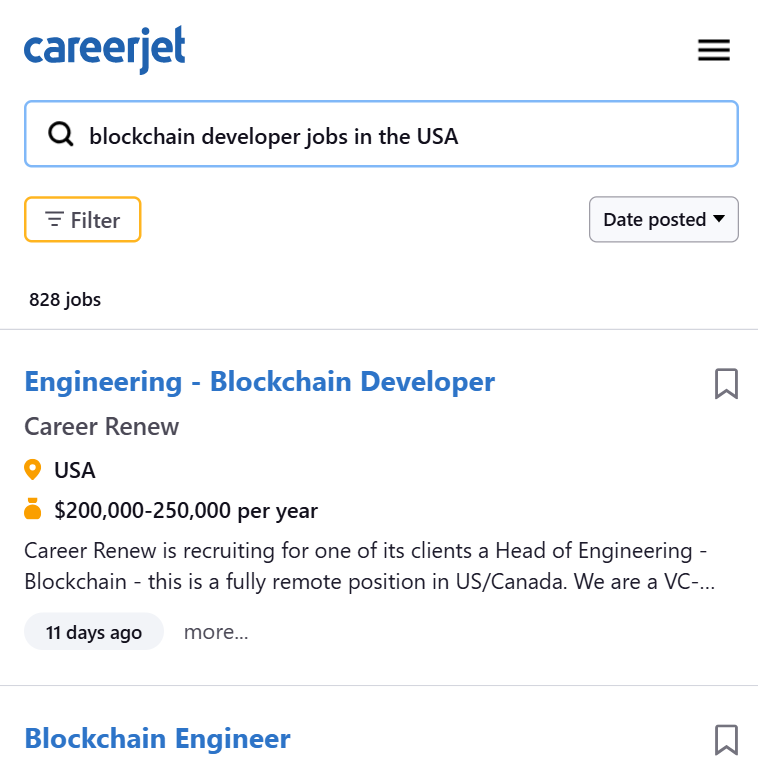 careerjet
blockchain developer jobs in the USA
Filter
Date posted
828 jobs
Engineering - Blockchain Developer
Career Renew
USA
$200,000-250,000 per year
Career Renew is recruiting for one of its clients a Head of Engineering -
Blockchain - this is a fully remote position in US/Canada. We are a VC-...
11 days ago
more...
Blockchain Engineer